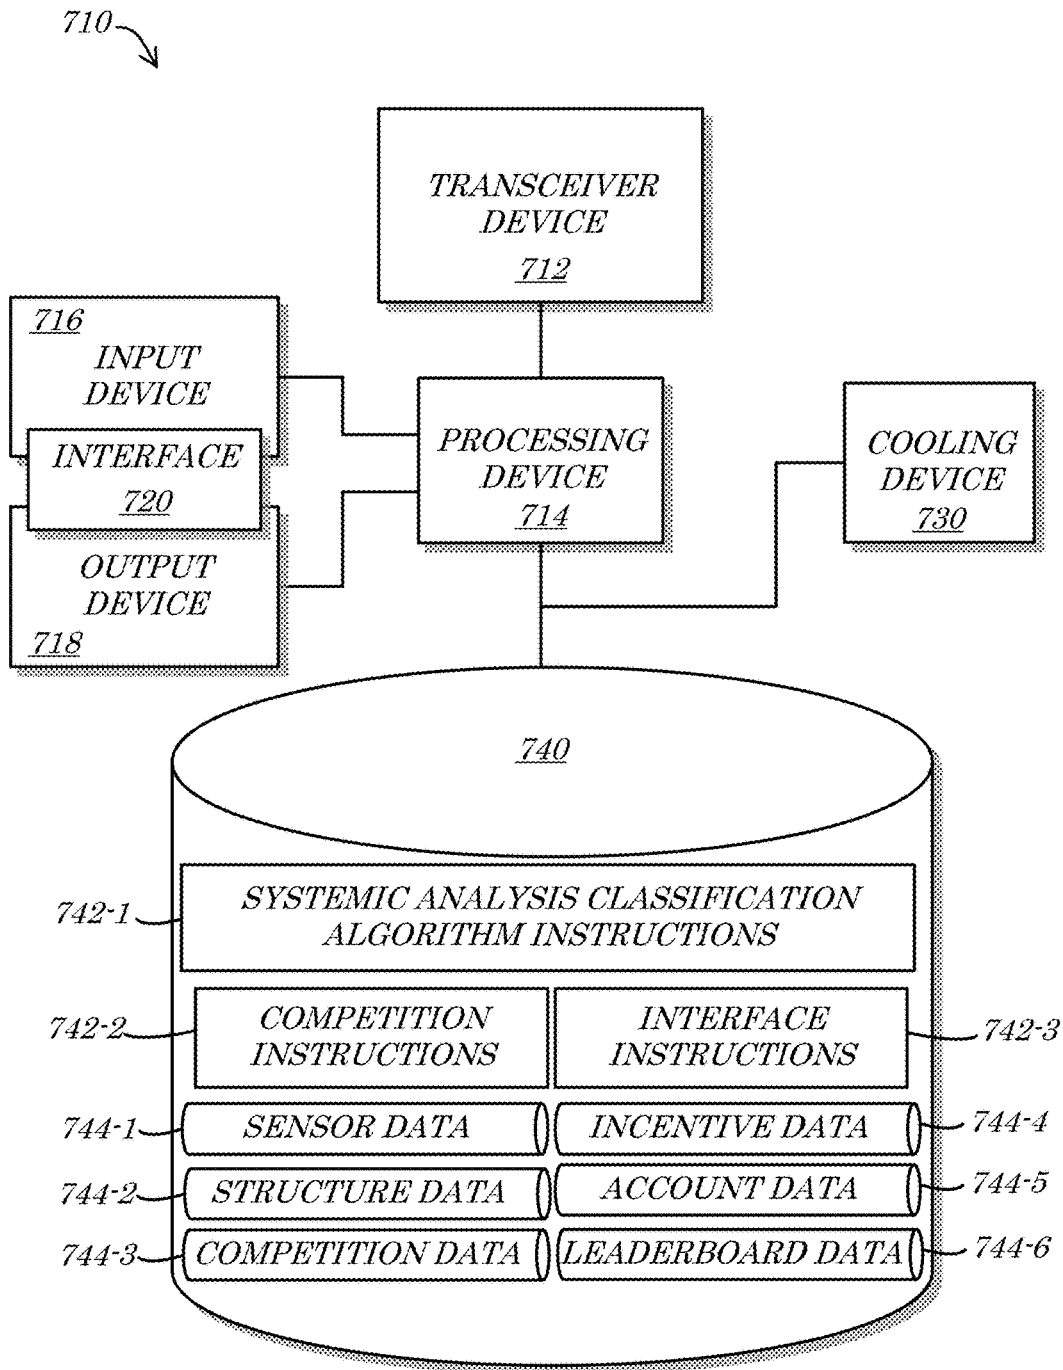 710
TRANSCEIVER
DEVICE
712
716
INPUT
DEVICE
INTERFACE
720
OUTPUT
DEVICE
718
PROCESSING
DEVICE
714
COOLING
DEVICE
730
740
742-1
SYSTEMIC ANALYSIS CLASSIFICATION
ALGORITHM INSTRUCTIONS
742-2
COMPETITION
INSTRUCTIONS
INTERFACE
INSTRUCTIONS
742-3
744-1
SENSOR DATA
INCENTIVE DATA
744-4
744-2
STRUCTURE DATA
ACCOUNT DATA
744-5
744-3
COMPETITION DATA
LEADERBOARD DATA
744-6